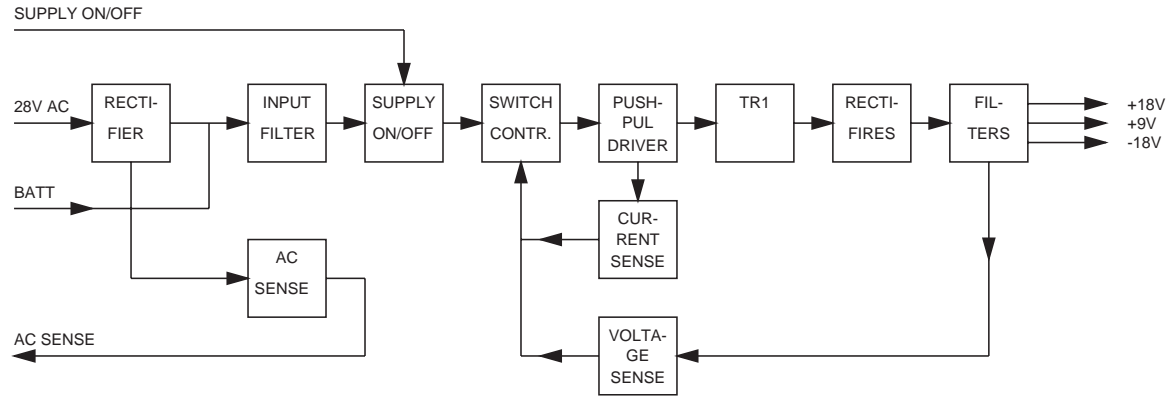 SUPPLY ON/OFF
28V AC
RECTI-
FIER
INPUT
FILTER
SUPPLY
ON/OFF
SWITCH
CONTR.
PUSH-
PUL
DRIVER
TR1
RECTI-
FIRES
FIL-
TERS
+18V
+9V
-18V
BATT
CUR-
RENT
SENSE
AC
SENSE
AC SENSE
VOLTA-
GE
SENSE